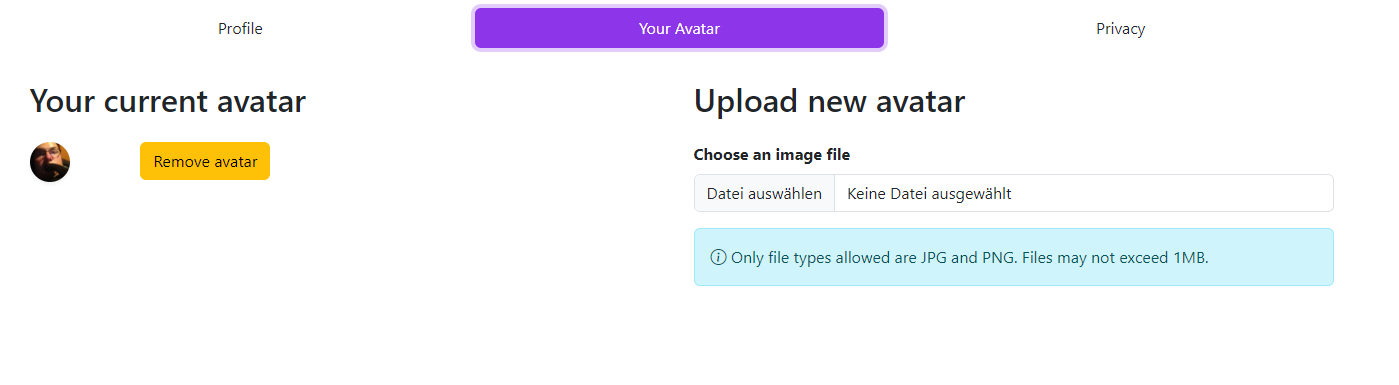 Profile
Your Avatar
Privacy
Your current avatar
Remove avatar
Upload new avatar
Choose an image file
Datei auswählen
Keine Datei ausgewählt
Only file types allowed are JPG and PNG. Files may not exceed 1MB.